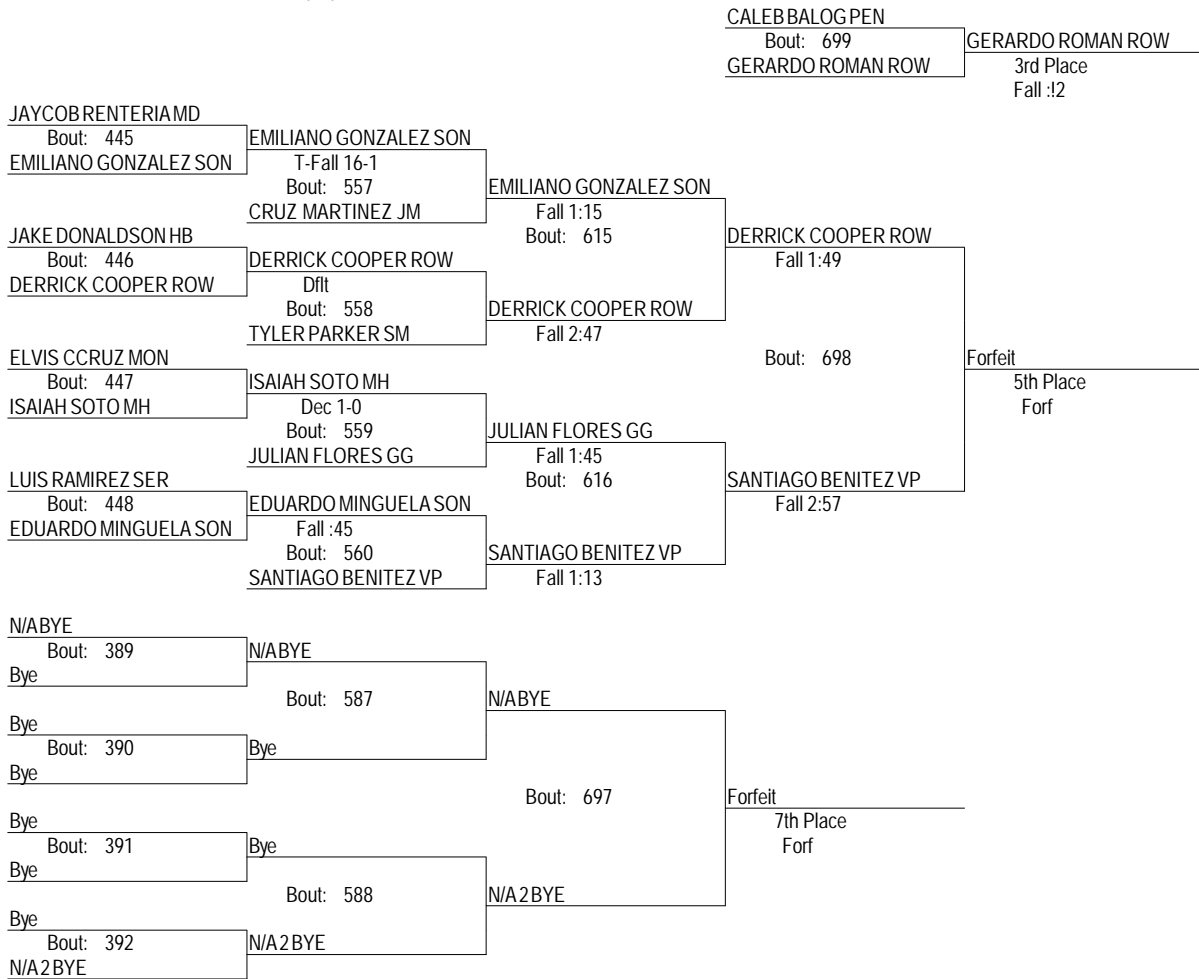 CALEB BALOG PEN
Bout: 699
GERARDO ROMAN ROW
GERARDO ROMAN ROW
3rd Place
Fall :!2
JAYCOB RENTERIA MD
Bout: 445
EMILIANO GONZALEZ SON
EMILIANO GONZALEZ SON
T-Fall 16-1
Bout: 557
CRUZ MARTINEZ JM
EMILIANO GONZALEZ SON
Fall 1:15
Bout: 615
JAKE DONALDSON HB
Bout: 446
DERRICK COOPER ROW
DERRICK COOPER ROW
Dflt
Bout: 558
TYLER PARKER SM
DERRICK COOPER ROW
Fall 2:47
DERRICK COOPER ROW
Fall 1:49
Bout: 698
Forfeit
5th Place
Forf
ELVIS CCRUZ MON
Bout: 447
ISAIAH SOTO MH
ISAIAH SOTO MH
Dec 1-0
Bout: 559
JULIAN FLORES GG
JULIAN FLORES GG
Fall 1:45
Bout: 616
LUIS RAMIREZ SER
Bout: 448
EDUARDO MINGUELA SON
EDUARDO MINGUELA SON
Fall :45
Bout: 560
SANTIAGO BENITEZ VP
SANTIAGO BENITEZ VP
Fall 1:13
SANTIAGO BENITEZ VP
Fall 2:57
N/A BYE
Bout: 389
Bye
N/A BYE
Bout: 587
Bye
Bout: 390
Bye
Bye
N/A BYE
Bout: 697
Forfeit
7th Place
Forf
Bye
Bout: 391
Bye
Bye
Bout: 588
Bye
Bout: 392
N/A 2 BYE
N/A 2 BYE
N/A 2 BYE